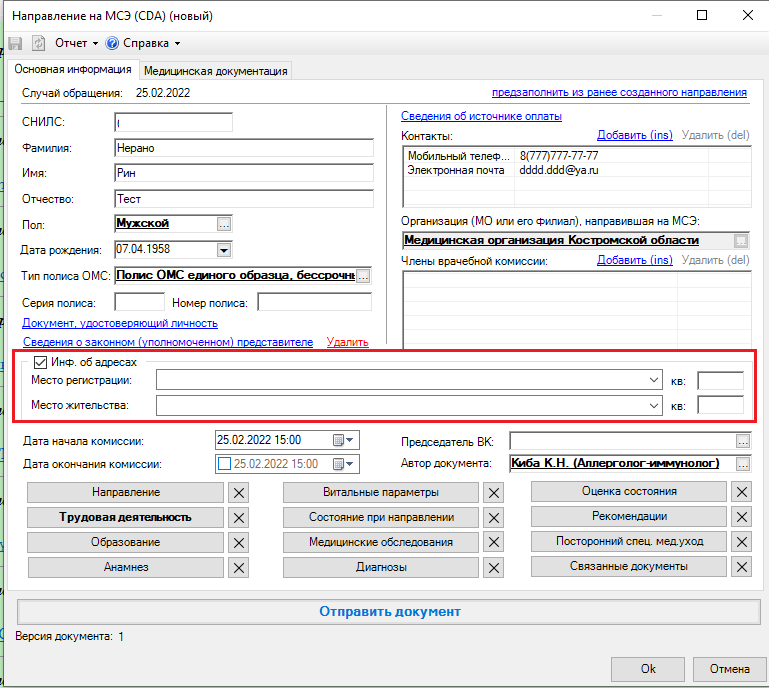 Направление на МСЭ (CDA) (новый)
Отчет Справка
Основная информация Медицинская документация
Случай обращения: 25.02.2022 предзаполнить из ранее созданного направления
СНИЛС:
Фамилия: Нерано
Имя: Рин
Отчество: Тест
Пол: Мужской ...
Дата рождения: 07.04.1958
Тип полиса ОМС: Полис ОМС единого образца, бессрочн ...
Серия полиса: Номер полиса:
Документ, удостоверяющий личность
Сведения о законном (уполномоченном) представителе Удалить
Сведения об источнике оплаты
Контакты: Добавить (ins) Удалить (del)
Мобильный телеф... 8(777)777-77-77
Электронная почта dddd.ddd@ya.ru
Организация (МО или его филиал), направившая на МСЭ:
Медицинская организация Костромской области ...
Члены врачебной комиссии: Добавить (ins) Удалить (del)
Инф. об адресах
Место регистрации: кв:
Место жительства: кв:
Дата начала комиссии: 25.02.2022 15:00 Председатель ВК: ...
Дата окончания комиссии: 25.02.2022 15:00 Автор документа: Киба К.Н. (Аллерголог-иммунолог) ...
Направление Витальные параметры Оценка состояния
Трудовая деятельность Состояние при направлении Рекомендации
Образование Медицинские обследования Посторонний спец. мед.уход
Анамнез Диагнозы Связанные документы
Отправить документ
Версия документа: 1
Ok Отмена